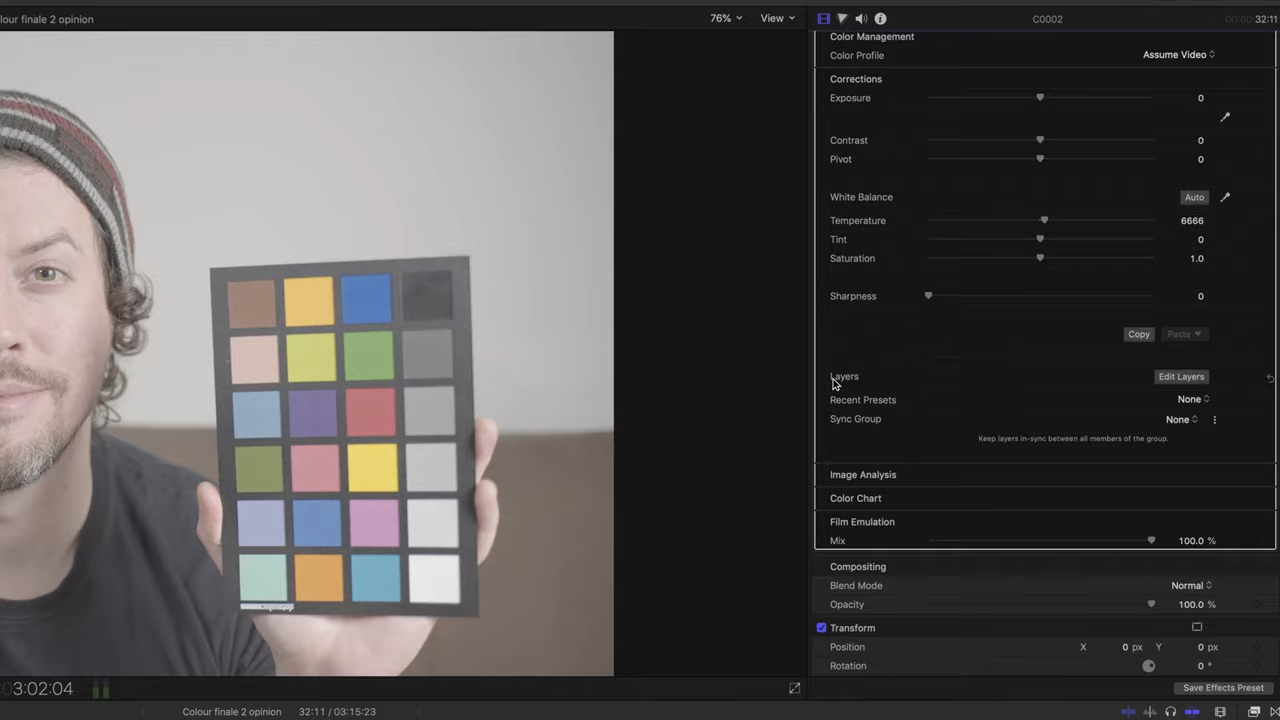 lour finale 2 opinion
76% View
C0002 32:11
Color Management
Color Profile Assume Video
Corrections
Exposure 0
Contrast 0
Pivot 0
White Balance Auto
Temperature 6666
Tint 0
Saturation 1.0
Sharpness 0
Copy Paste
Layers Edit Layers
Recent Presets None
Sync Group None
Keep layers in-sync between all members of the group.
Image Analysis
Color Chart
Film Emulation
Mix 100.0 %
Compositing
Blend Mode Normal
Opacity 100.0 %
Transform
Position X 0 px Y 0 px
Rotation 0 °
3:02:04
Save Effects Preset
Colour finale 2 opinion 32:11 / 03:15:23